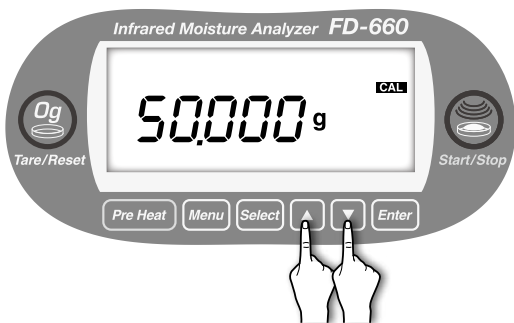 Infrared Moisture Analyzer FD-660
CAL
50.000 g
0g
Tare/Reset
Start/Stop
Pre Heat Menu Select ▲ ▼ Enter